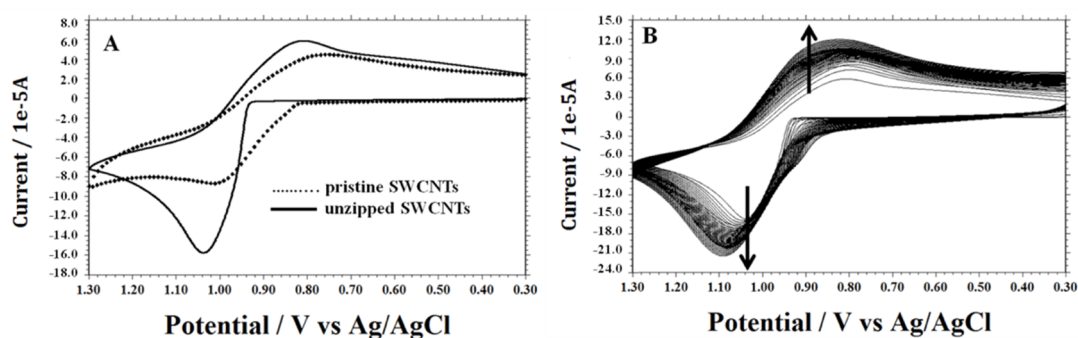 A
Current / 1e-5A
8.0
6.0
4.0
2.0
0
-2.0
-4.0
-6.0
-8.0
-10.0
-12.0
-14.0
-16.0
-18.0
pristine SWCNTs
unzipped SWCNTs
1.30 1.20 1.10 1.00 0.90 0.80 0.70 0.60 0.50 0.40 0.30
Potential / V vs Ag/AgCl
B
Current / 1e-5A
15.0
12.0
9.0
6.0
3.0
0
-3.0
-6.0
-9.0
-12.0
-15.0
-18.0
-21.0
-24.0
1.30 1.20 1.10 1.00 0.90 0.80 0.70 0.60 0.50 0.40 0.30
Potential / V vs Ag/AgCl